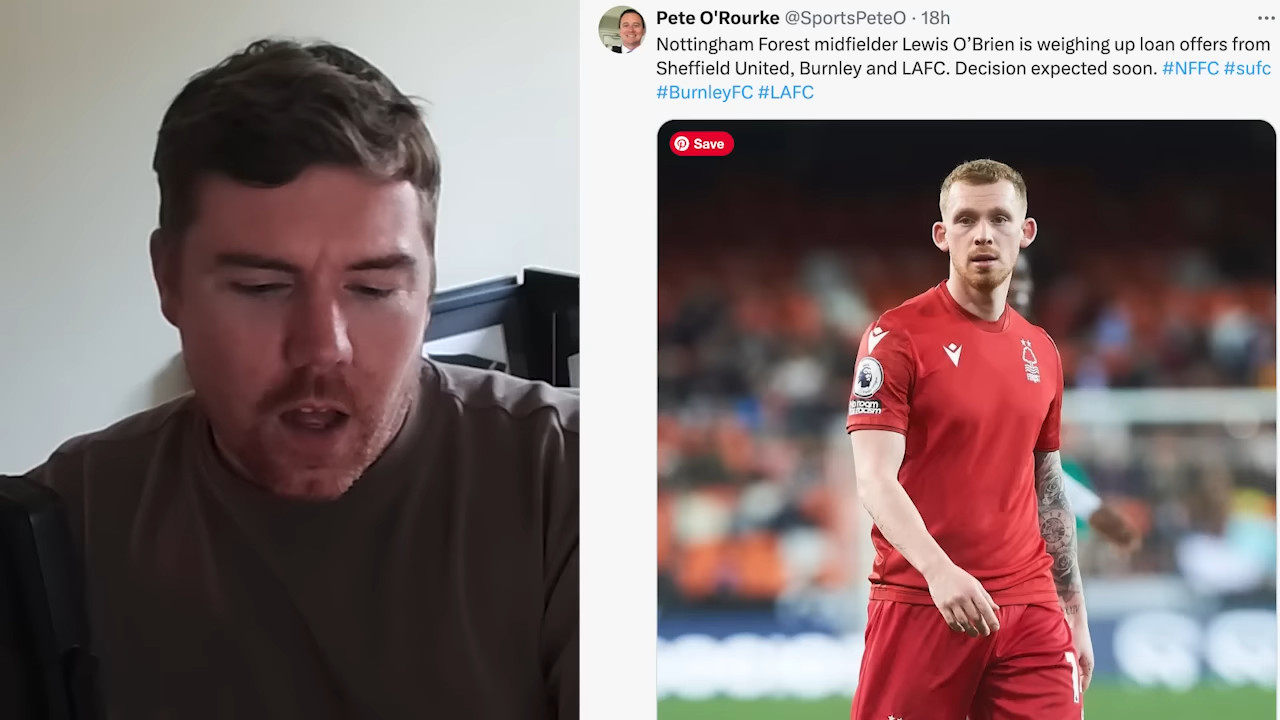 Pete O'Rourke @SportsPeteO · 18h
Nottingham Forest midfielder Lewis O’Brien is weighing up loan offers from
Sheffield United, Burnley and LAFC. Decision expected soon. #NFFC #sufc
#BurnleyFC #LAFC
Save